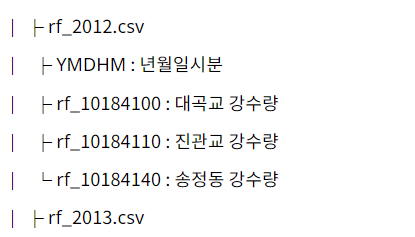 | ├ rf_2012.csv
| ├ YMDHM : 년월일시분
| ├ rf_10184100 : 대곡교 강수량
| ├ rf_10184110 : 진관교 강수량
| └ rf_10184140 : 송정동 강수량
| ├ rf_2013.csv